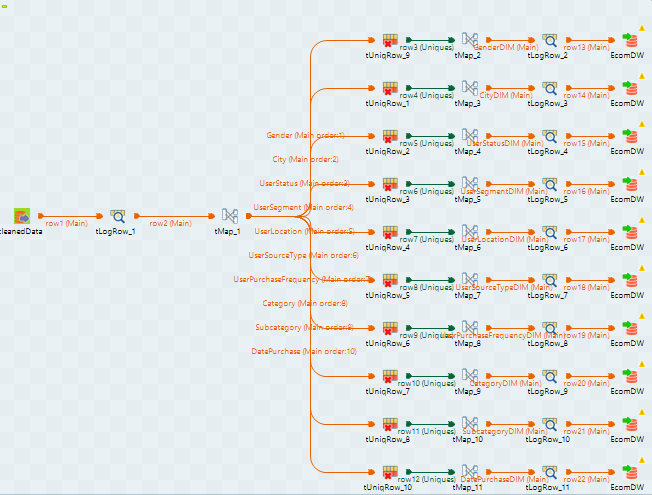 row3 (Uniques) GenderDIM (Main) row13 (Main)
tUniqRow_9 tMap_2 tLogRow_2 EcomDW
row4 (Uniques) CityDIM (Main) row14 (Main)
tUniqRow_1 tMap_3 tLogRow_3 EcomDW
Gender (Main order:1)
row5 (Uniques) UserStatusDIM (Main) row15 (Main)
tUniqRow_2 tMap_4 tLogRow_4 EcomDW
City (Main order:2)
UserStatus (Main order:3)
row6 (Uniques) UserSegmentDIM (Main) row16 (Main)
tUniqRow_3 tMap_5 tLogRow_5 EcomDW
UserSegment (Main order:4)
row1 (Main) row2 (Main)
cleanedData tLogRow_1 tMap_1
UserLocation (Main order:5)
row7 (Uniques) UserLocationDIM (Main) row17 (Main)
tUniqRow_4 tMap_6 tLogRow_6 EcomDW
UserSourceType (Main order:6)
UserPurchaseFrequency (Main order:7)
row8 (Uniques) UserSourceTypeDIM (Main) row18 (Main)
tUniqRow_5 tMap_7 tLogRow_7 EcomDW
Category (Main order:8)
Subcategory (Main order:9)
row9 (Uniques) UserPurchaseFrequencyDIM (Main) row19 (Main)
tUniqRow_6 tMap_8 tLogRow_8 EcomDW
DatePurchase (Main order:10)
row10 (Uniques) CategoryDIM (Main) row20 (Main)
tUniqRow_7 tMap_9 tLogRow_9 EcomDW
row11 (Uniques) SubcategoryDIM (Main) row21 (Main)
tUniqRow_8 tMap_10 tLogRow_10 EcomDW
row12 (Uniques) DatePurchaseDIM (Main) row22 (Main)
tUniqRow_10 tMap_11 tLogRow_11 EcomDW